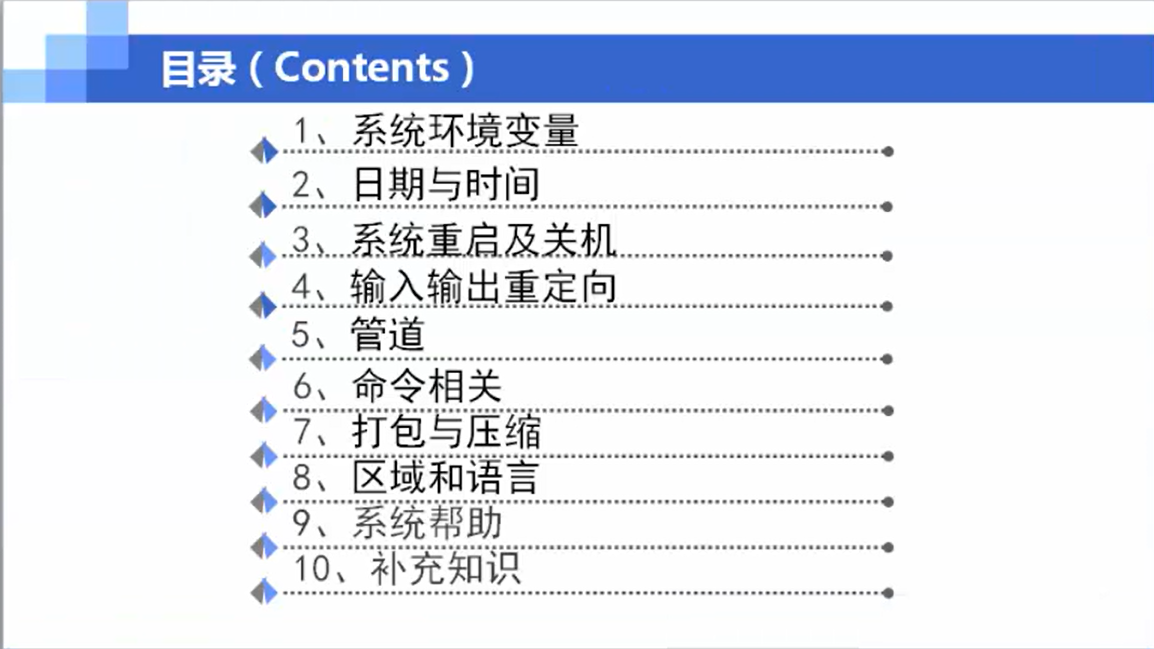 目录（Contents）
1、系统环境变量
2、日期与时间
3、系统重启及关机
4、输入输出重定向
5、管道
6、命令相关
7、打包与压缩
8、区域和语言
9、系统帮助
10、补充知识